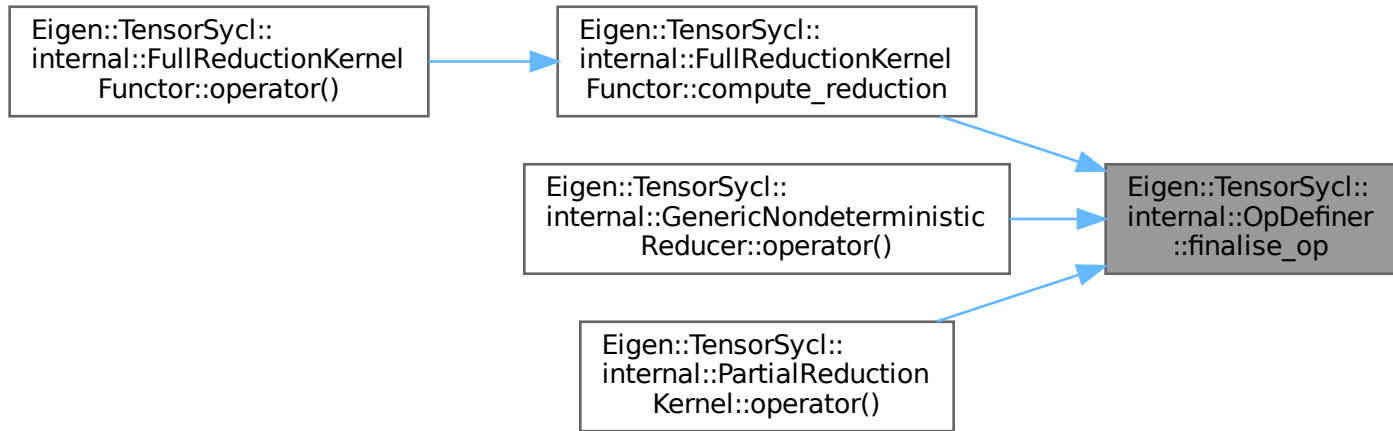 Eigen::TensorSycl::
internal::FullReductionKernel
Functor::operator()
Eigen::TensorSycl::
internal::FullReductionKernel
Functor::compute_reduction
Eigen::TensorSycl::
internal::GenericNondeterministic
Reducer::operator()
Eigen::TensorSycl::
internal::PartialReduction
Kernel::operator()
Eigen::TensorSycl::
internal::OpDefiner
::finalise_op